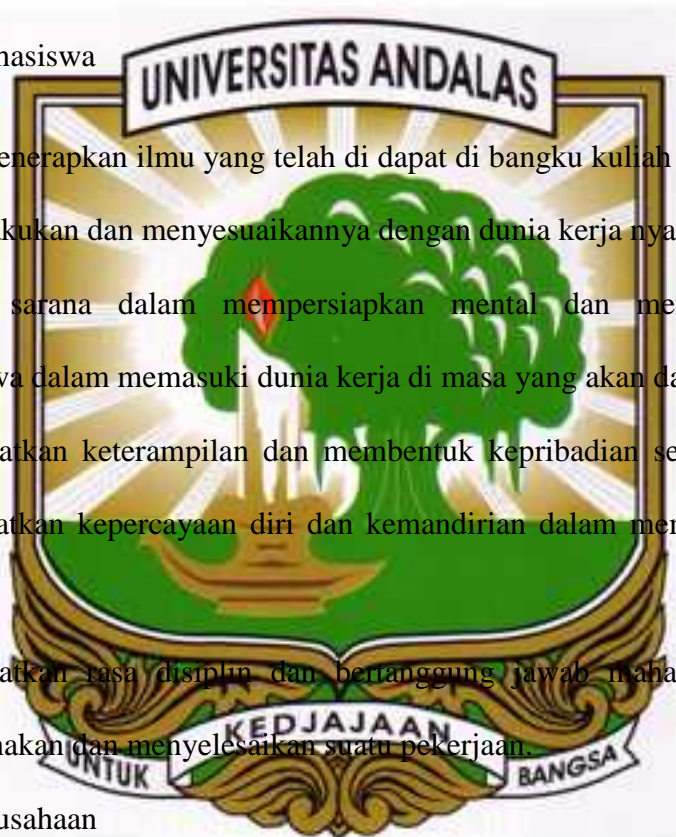 hasiswa
UNIVERSITAS ANDALAS
enerapkan ilmu yang telah di dapat di bangku kuliah
kukan dan menyesuaikannya dengan dunia kerja nya
sarana dalam mempersiapkan mental dan me
va dalam memasuki dunia kerja di masa yang akan da
atkan keterampilan dan membentuk kepribadian se
atkan kepercayaan diri dan kemandirian dalam men
atkan rasa disiplin dan bertanggung jawab maha
nakan dan menyelesaikan suatu pekerjaan.
UNTUK KEDJAJAAN BANGSA
usahaan